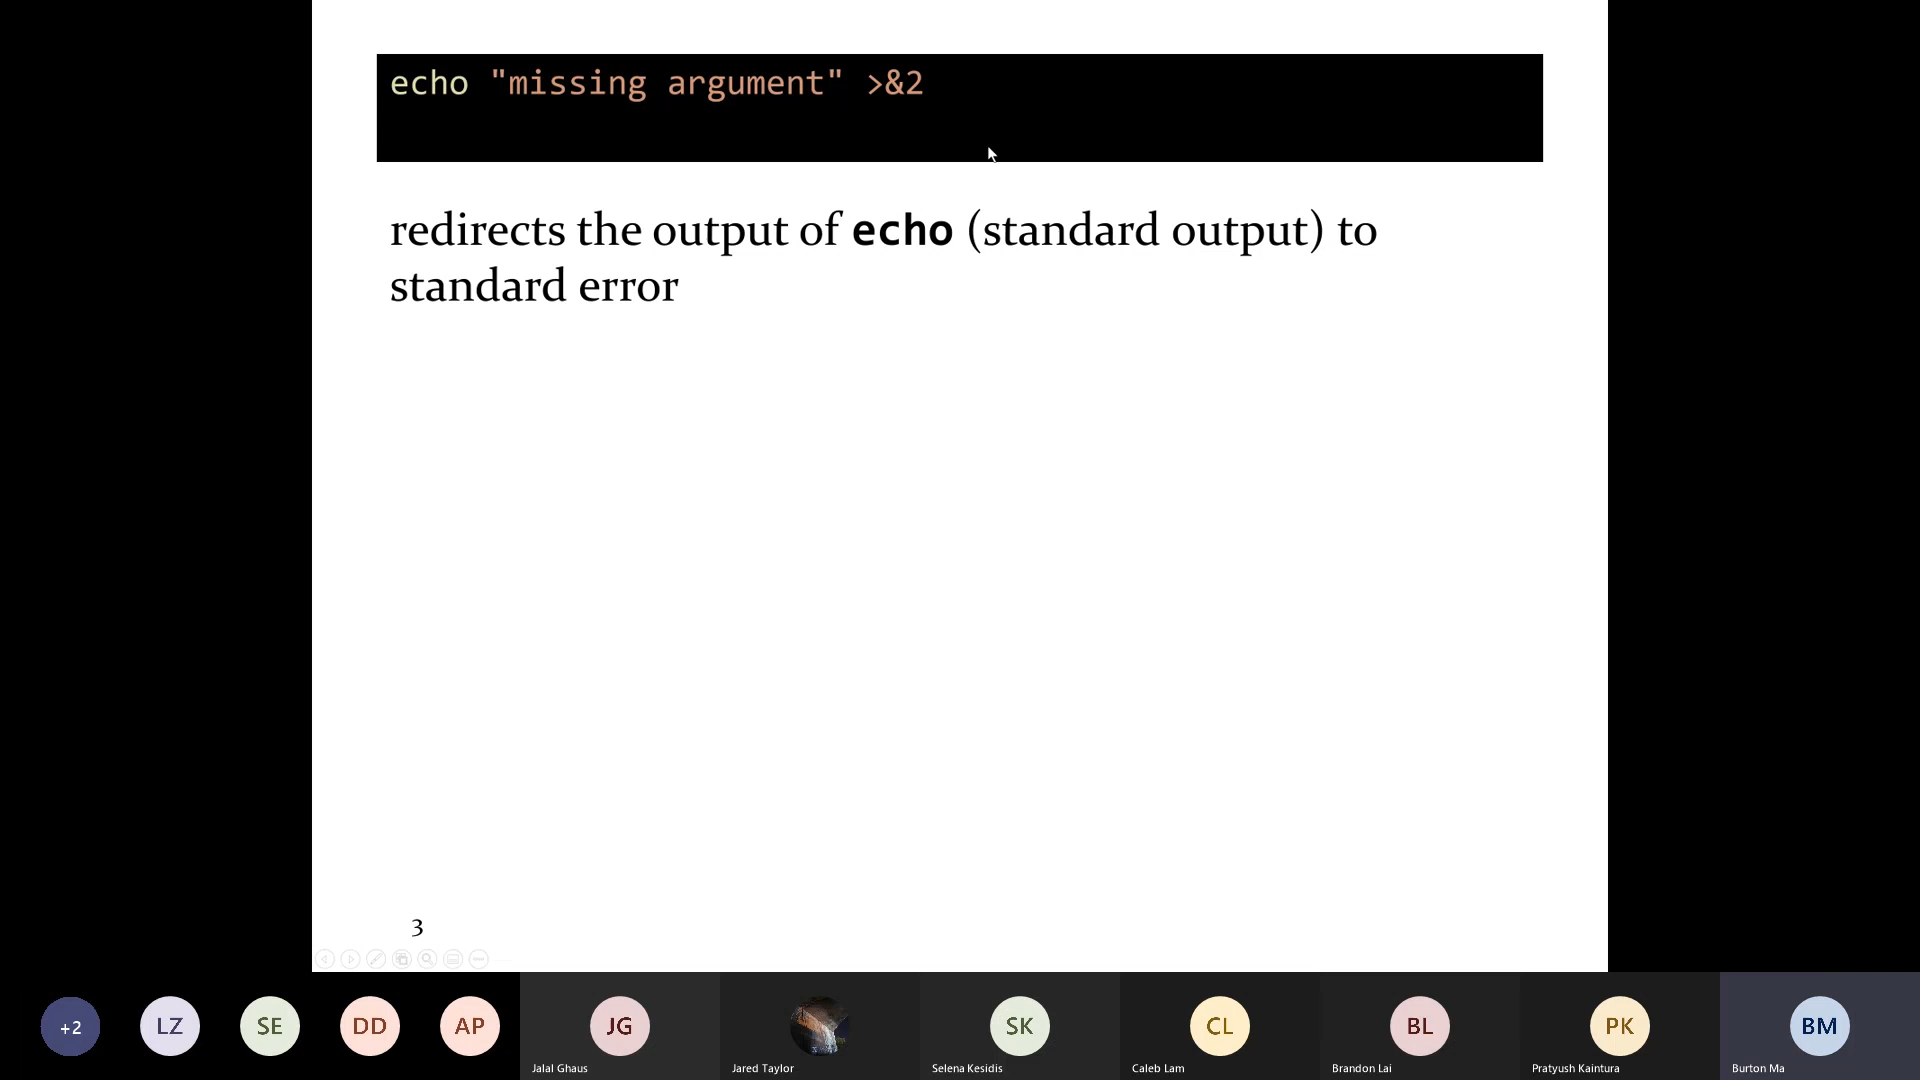 echo "missing argument" >&2
redirects the output of echo (standard output) to
standard error
3
+2
LZ
SE
DD
AP
JG
SK
CL
BL
PK
BM
Jalal Ghaus
Jared Taylor
Selena Kesidis
Caleb Lam
Brandon Lai
Pratyush Kaintura
Burton Ma